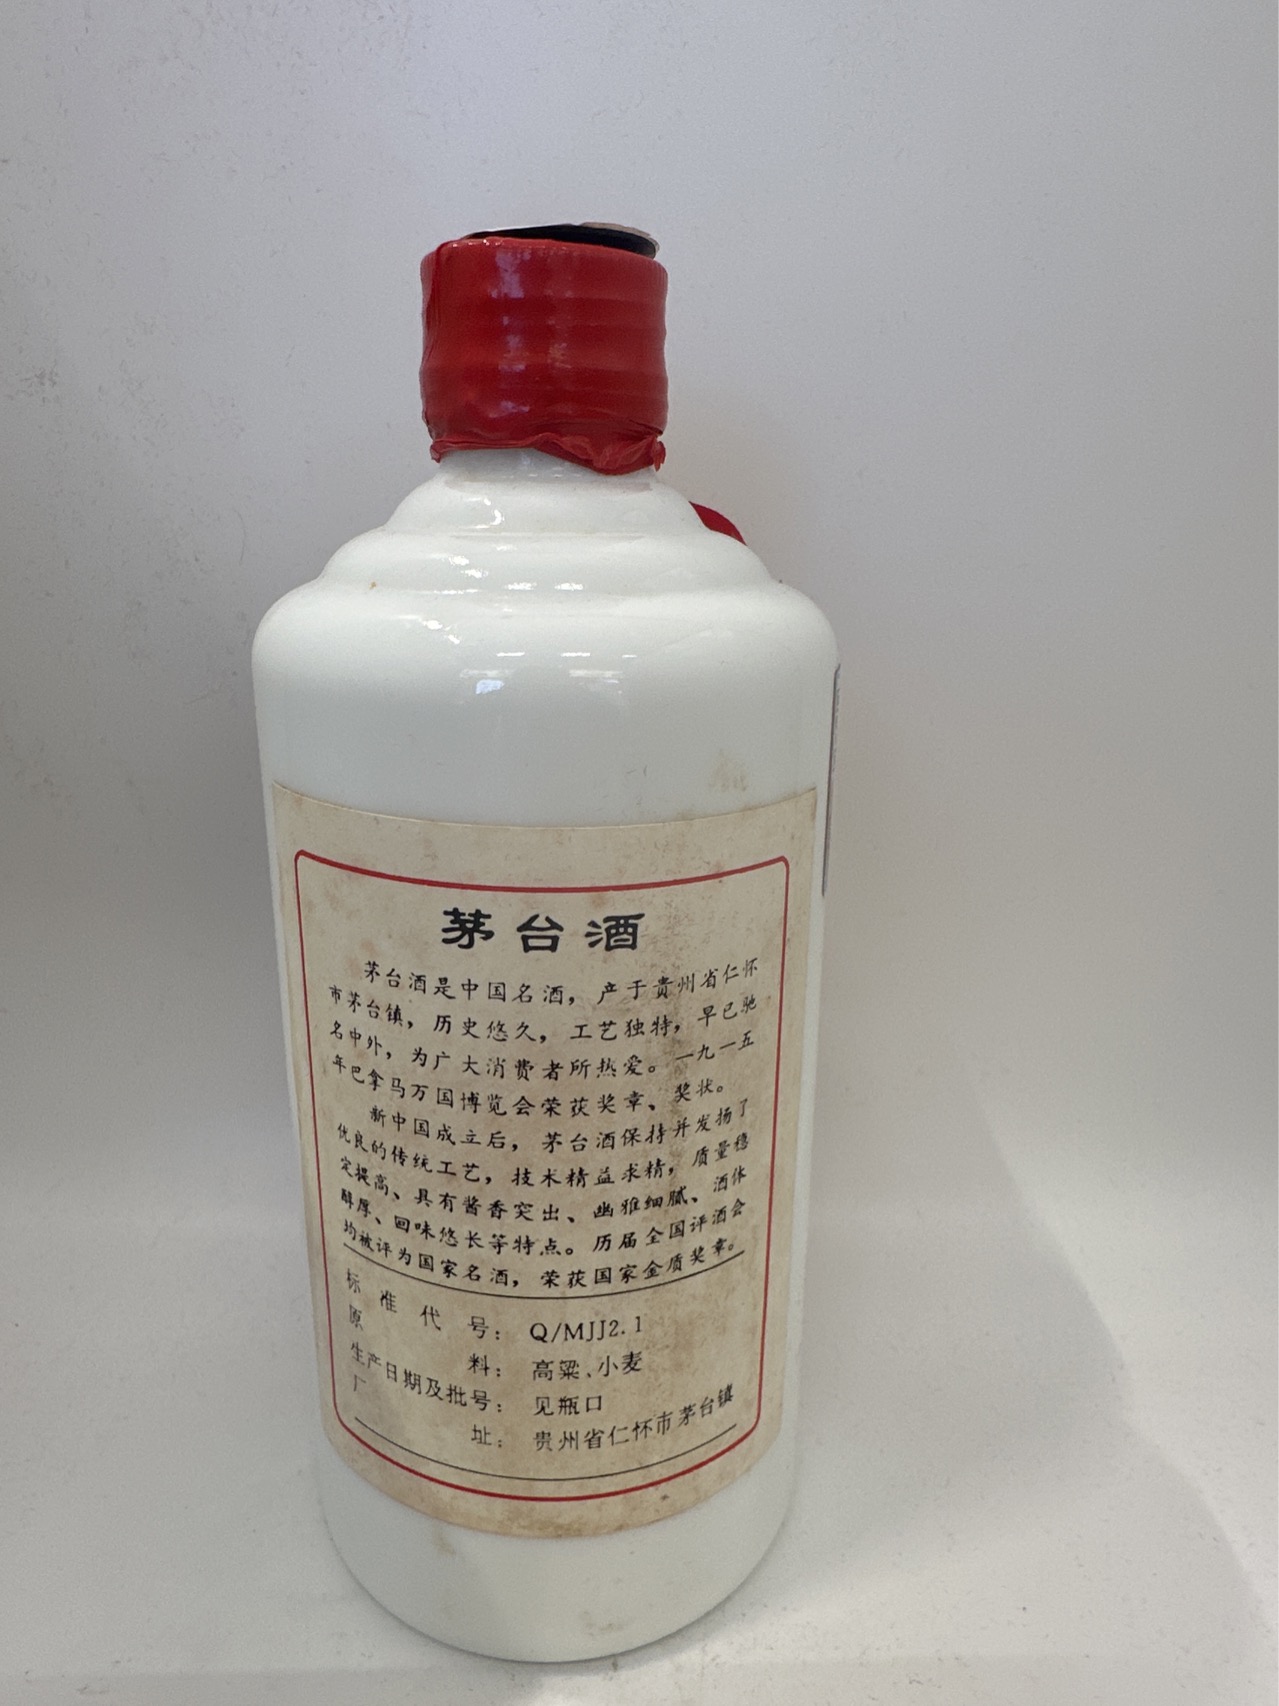 茅台酒
茅台酒是中国名酒，产于贵州省仁怀
市茅台镇，历史悠久，工艺独特，早已驰
名中外，为广大消费者所热爱。一九一五
年巴拿马万国博览会荣获奖章、奖状。
新中国成立后，茅台酒保持并发扬了
优良的传统工艺，技术精益求精，质量稳
定提高、具有酱香突出、幽雅细腻、酒体
醇厚、回味悠长等特点。历届全国评酒会
均被评为国家名酒，荣获国家金质奖章。
标准代号：Q/MJJ2.1
原料：高粱、小麦
生产日期及批号：见瓶口
厂址：贵州省仁怀市茅台镇